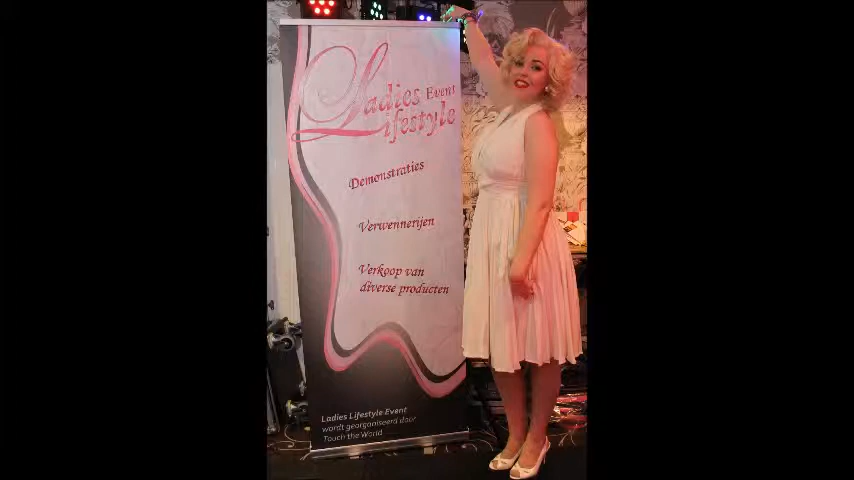 Ladies Event
Lifestyle
Demonstraties
Verwennerijen
Verkoop van
diverse producten
Ladies Lifestyle Event
wordt georganiseerd door
Touch the World